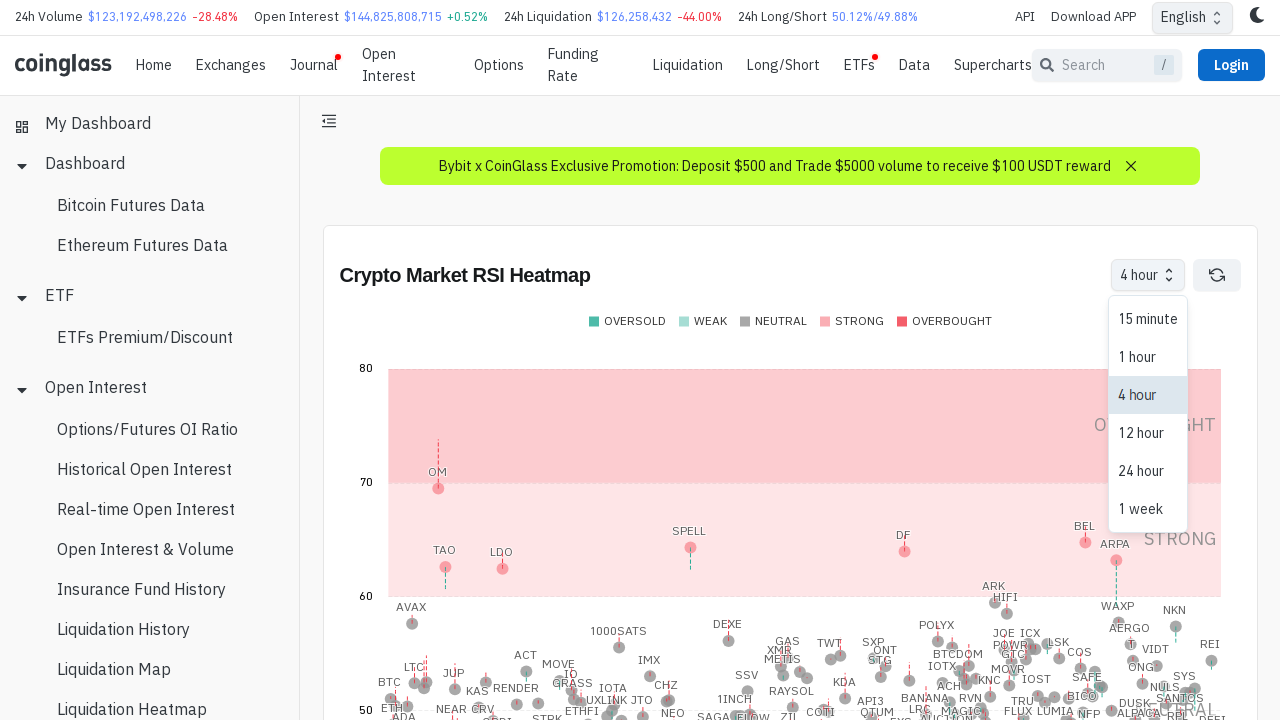 24h Volume $123,192,498,226 -28.48% Open Interest $144,825,808,715 +0.52% 24h Liquidation $126,258,432 -44.00% 24h Long/Short 50.12%/49.88% API Download APP English
coinglass Home Exchanges Journal Open Interest Options Funding Rate Liquidation Long/Short ETFs Data Supercharts Search / Login
My Dashboard
Dashboard
Bitcoin Futures Data
Ethereum Futures Data
ETF
ETFs Premium/Discount
Open Interest
Options/Futures OI Ratio
Historical Open Interest
Real-time Open Interest
Open Interest & Volume
Insurance Fund History
Liquidation History
Liquidation Map
Liquidation Heatmap
Bybit x CoinGlass Exclusive Promotion: Deposit $500 and Trade $5000 volume to receive $100 USDT reward
Crypto Market RSI Heatmap
4 hour
15 minute
1 hour
4 hour
12 hour
24 hour
1 week
OVERSOLD WEAK NEUTRAL STRONG OVERBOUGHT
80
70
OM
STRONG
SPELL
DF
BEL
TAO
LDO
ARPA
60
ARK
HIFI
AVAX
WAXP
NKN
1000SATS
DEXE
POLYX
AERGO
JOE ICX
GAS
TWT
SXP
LSK
REI
XMR
ONT
POWR
VIDT
METIS
STG
BTCDOM
GTC
COS
ACT
MOVE
IMX
IOTX
LTC
JUP
IO
SSV
KDA
MOVR
ONG
SYS
BTC
KAS
RENDER
GRASS
IOTA
CHZ
RAYSOL
ACH
KNC
IOST
SAFE
NULS
1INCH
API3
BANANA
RVN
TRU
BICO
SANTOS
ETH
NEAR
CRV
ETHFI
JTO
NEO
COTI
QTUM
LRC
MAGIC
FLUX
LUMIA
NFP
DUSK
50
ADA
STRK
SAGA
ZIL
ALPACA